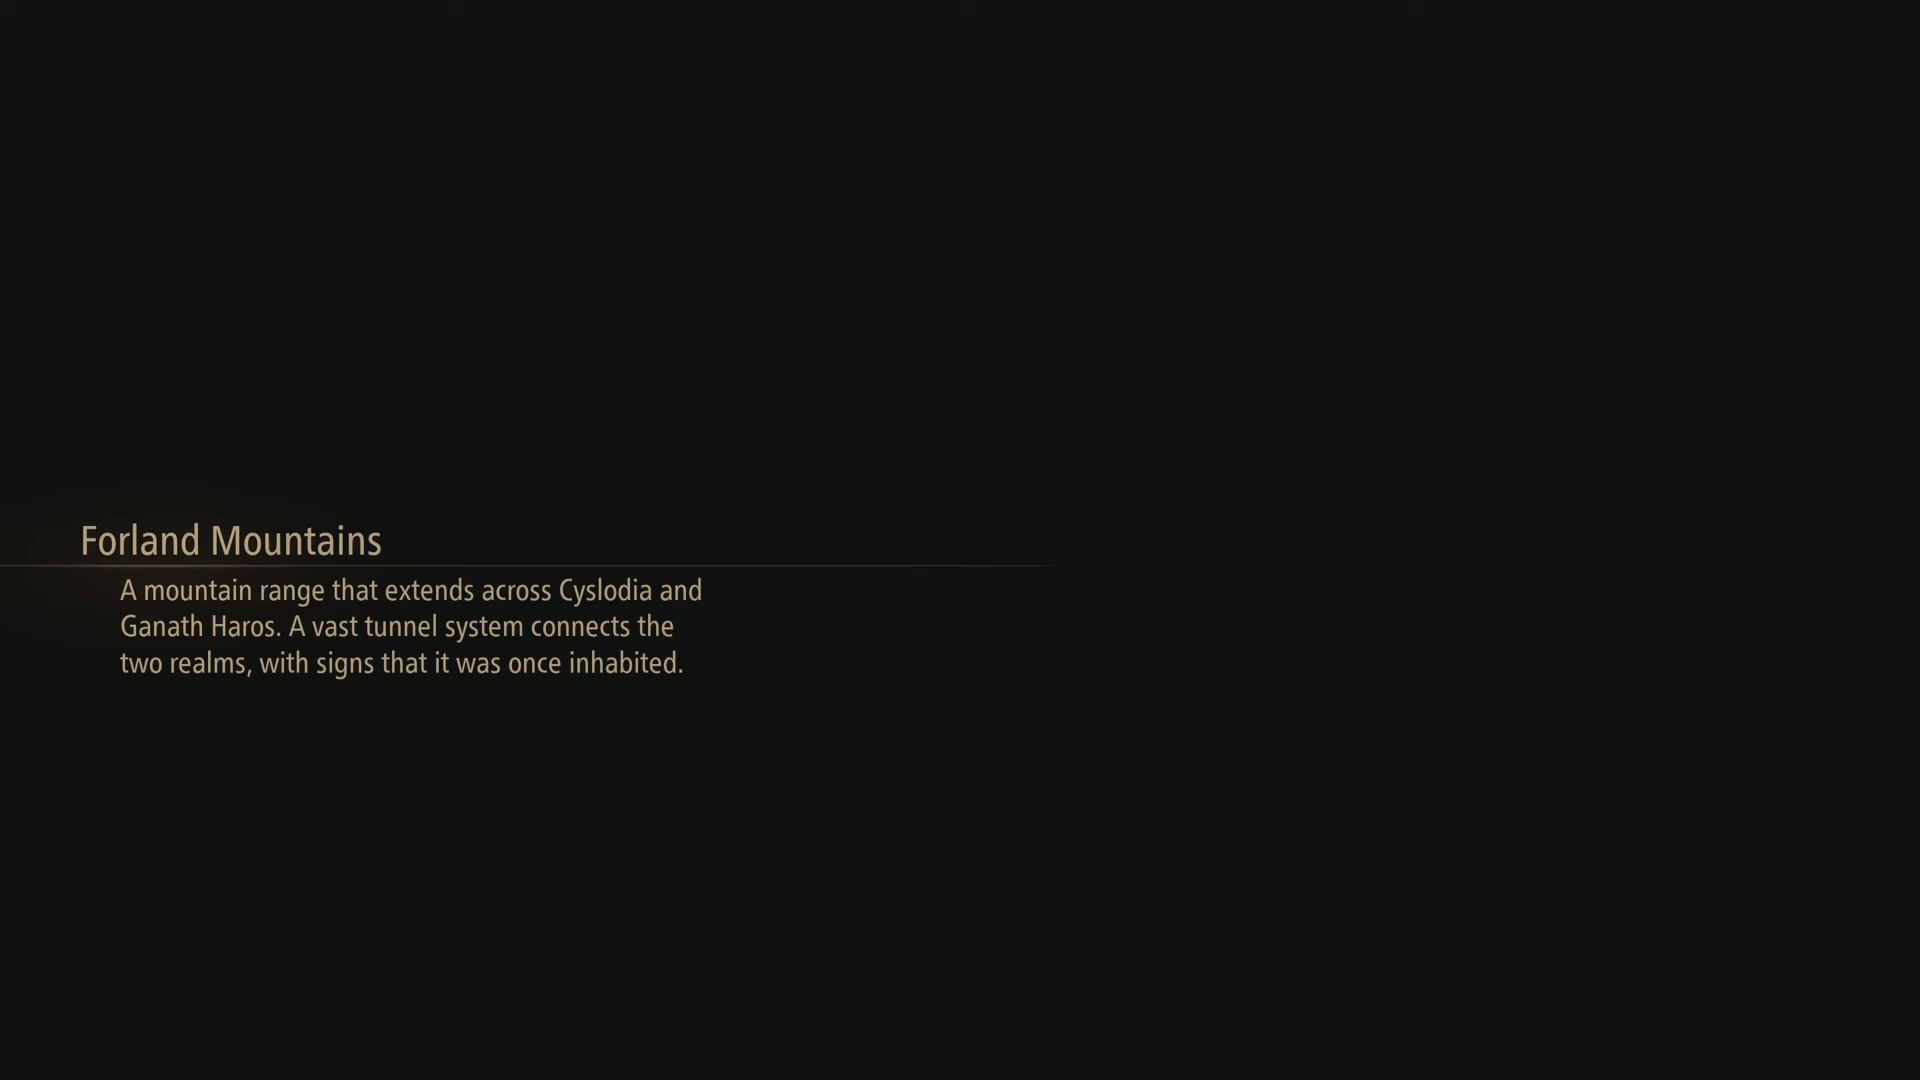 Forland Mountains
A mountain range that extends across Cyslodia and
Ganath Haros. A vast tunnel system connects the
two realms, with signs that it was once inhabited.